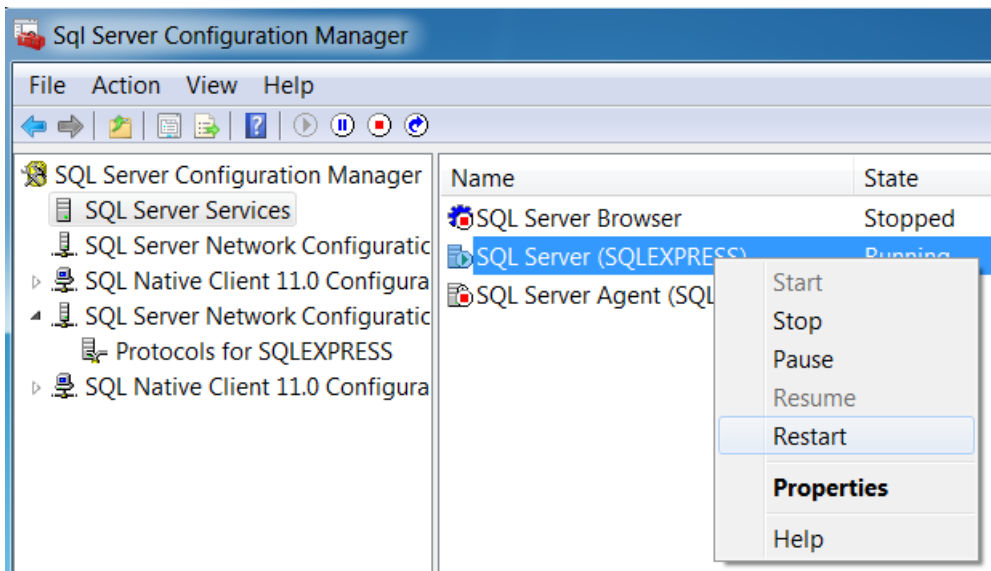 Sql Server Configuration Manager
File Action View Help
SQL Server Configuration Manager
SQL Server Services
SQL Server Network Configuratic
SQL Native Client 11.0 Configura
SQL Server Network Configuratic
Protocols for SQLEXPRESS
SQL Native Client 11.0 Configura
Name State
SQL Server Browser Stopped
SQL Server (SQLEXPRESS) Running
SQL Server Agent (SQL
Start
Stop
Pause
Resume
Restart
Properties
Help